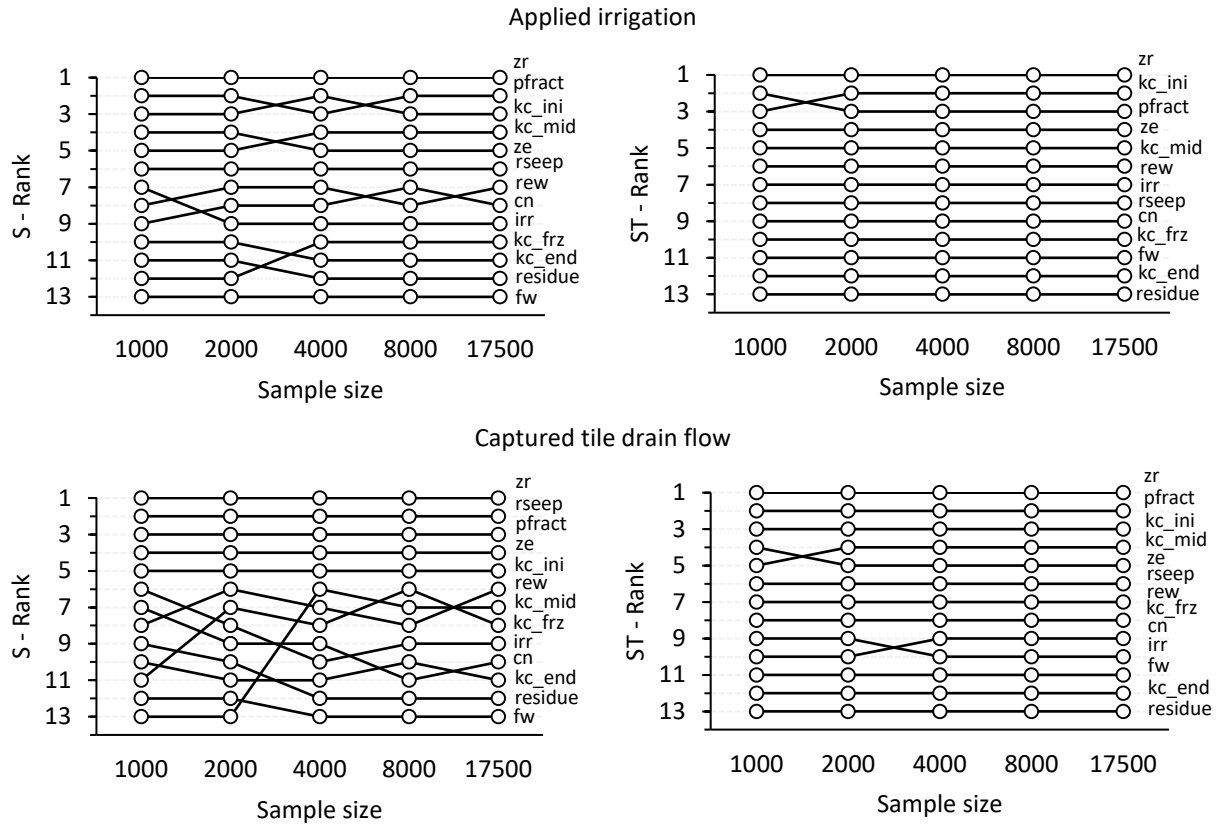 Applied irrigation
S - Rank
1
3
5
7
9
11
13
zr
pfract
kc_ini
kc_mid
ze
rseep
rew
cn
irr
kc_frz
kc_end
residue
fw
1000 2000 4000 8000 17500
Sample size
ST - Rank
1
3
5
7
9
11
13
zr
kc_ini
pfract
ze
kc_mid
rew
irr
rseep
cn
kc_frz
fw
kc_end
residue
1000 2000 4000 8000 17500
Sample size
Captured tile drain flow
S - Rank
1
3
5
7
9
11
13
zr
rseep
pfract
ze
kc_ini
rew
kc_mid
kc_frz
irr
cn
kc_end
residue
fw
1000 2000 4000 8000 17500
Sample size
ST - Rank
1
3
5
7
9
11
13
zr
pfract
kc_ini
kc_mid
ze
rseep
rew
kc_frz
cn
irr
fw
kc_end
residue
1000 2000 4000 8000 17500
Sample size